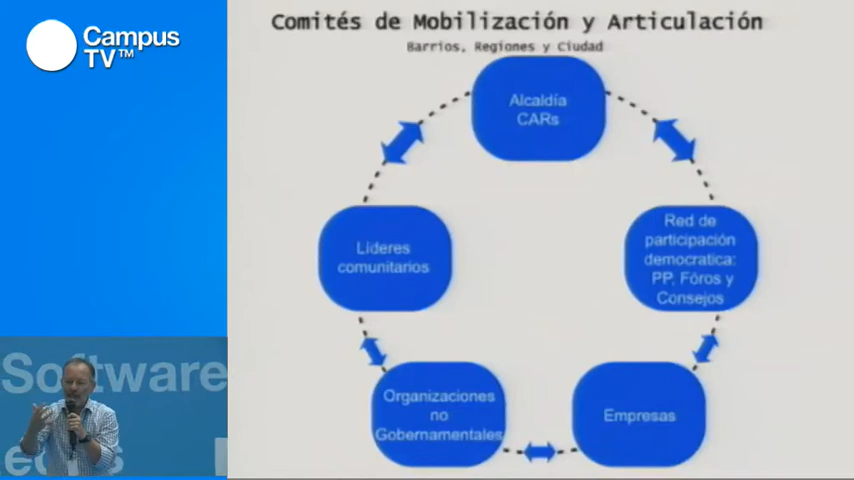 Campus
TV™
Comités de Mobilización y Articulación
Barrios, Regiones y Ciudad
Alcaldía
CARs
Red de
participación
democratica:
PP, Fóros y
Consejos
Líderes
comunitarios
Organizaciones
no
Gobernamentales
Empresas
Software